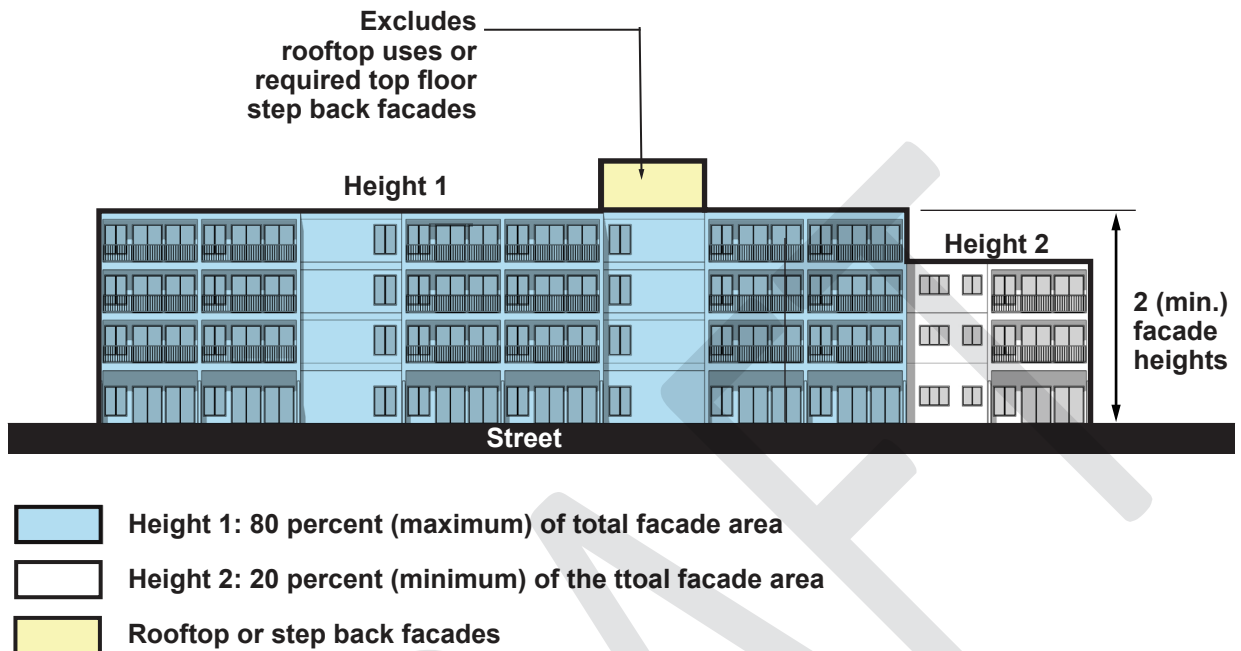 Excludes
rooftop uses or
required top floor
step back facades
Height 1
Height 2
2 (min.)
facade
heights
Street
Height 1: 80 percent (maximum) of total facade area
Height 2: 20 percent (minimum) of the ttoal facade area
Rooftop or step back facades